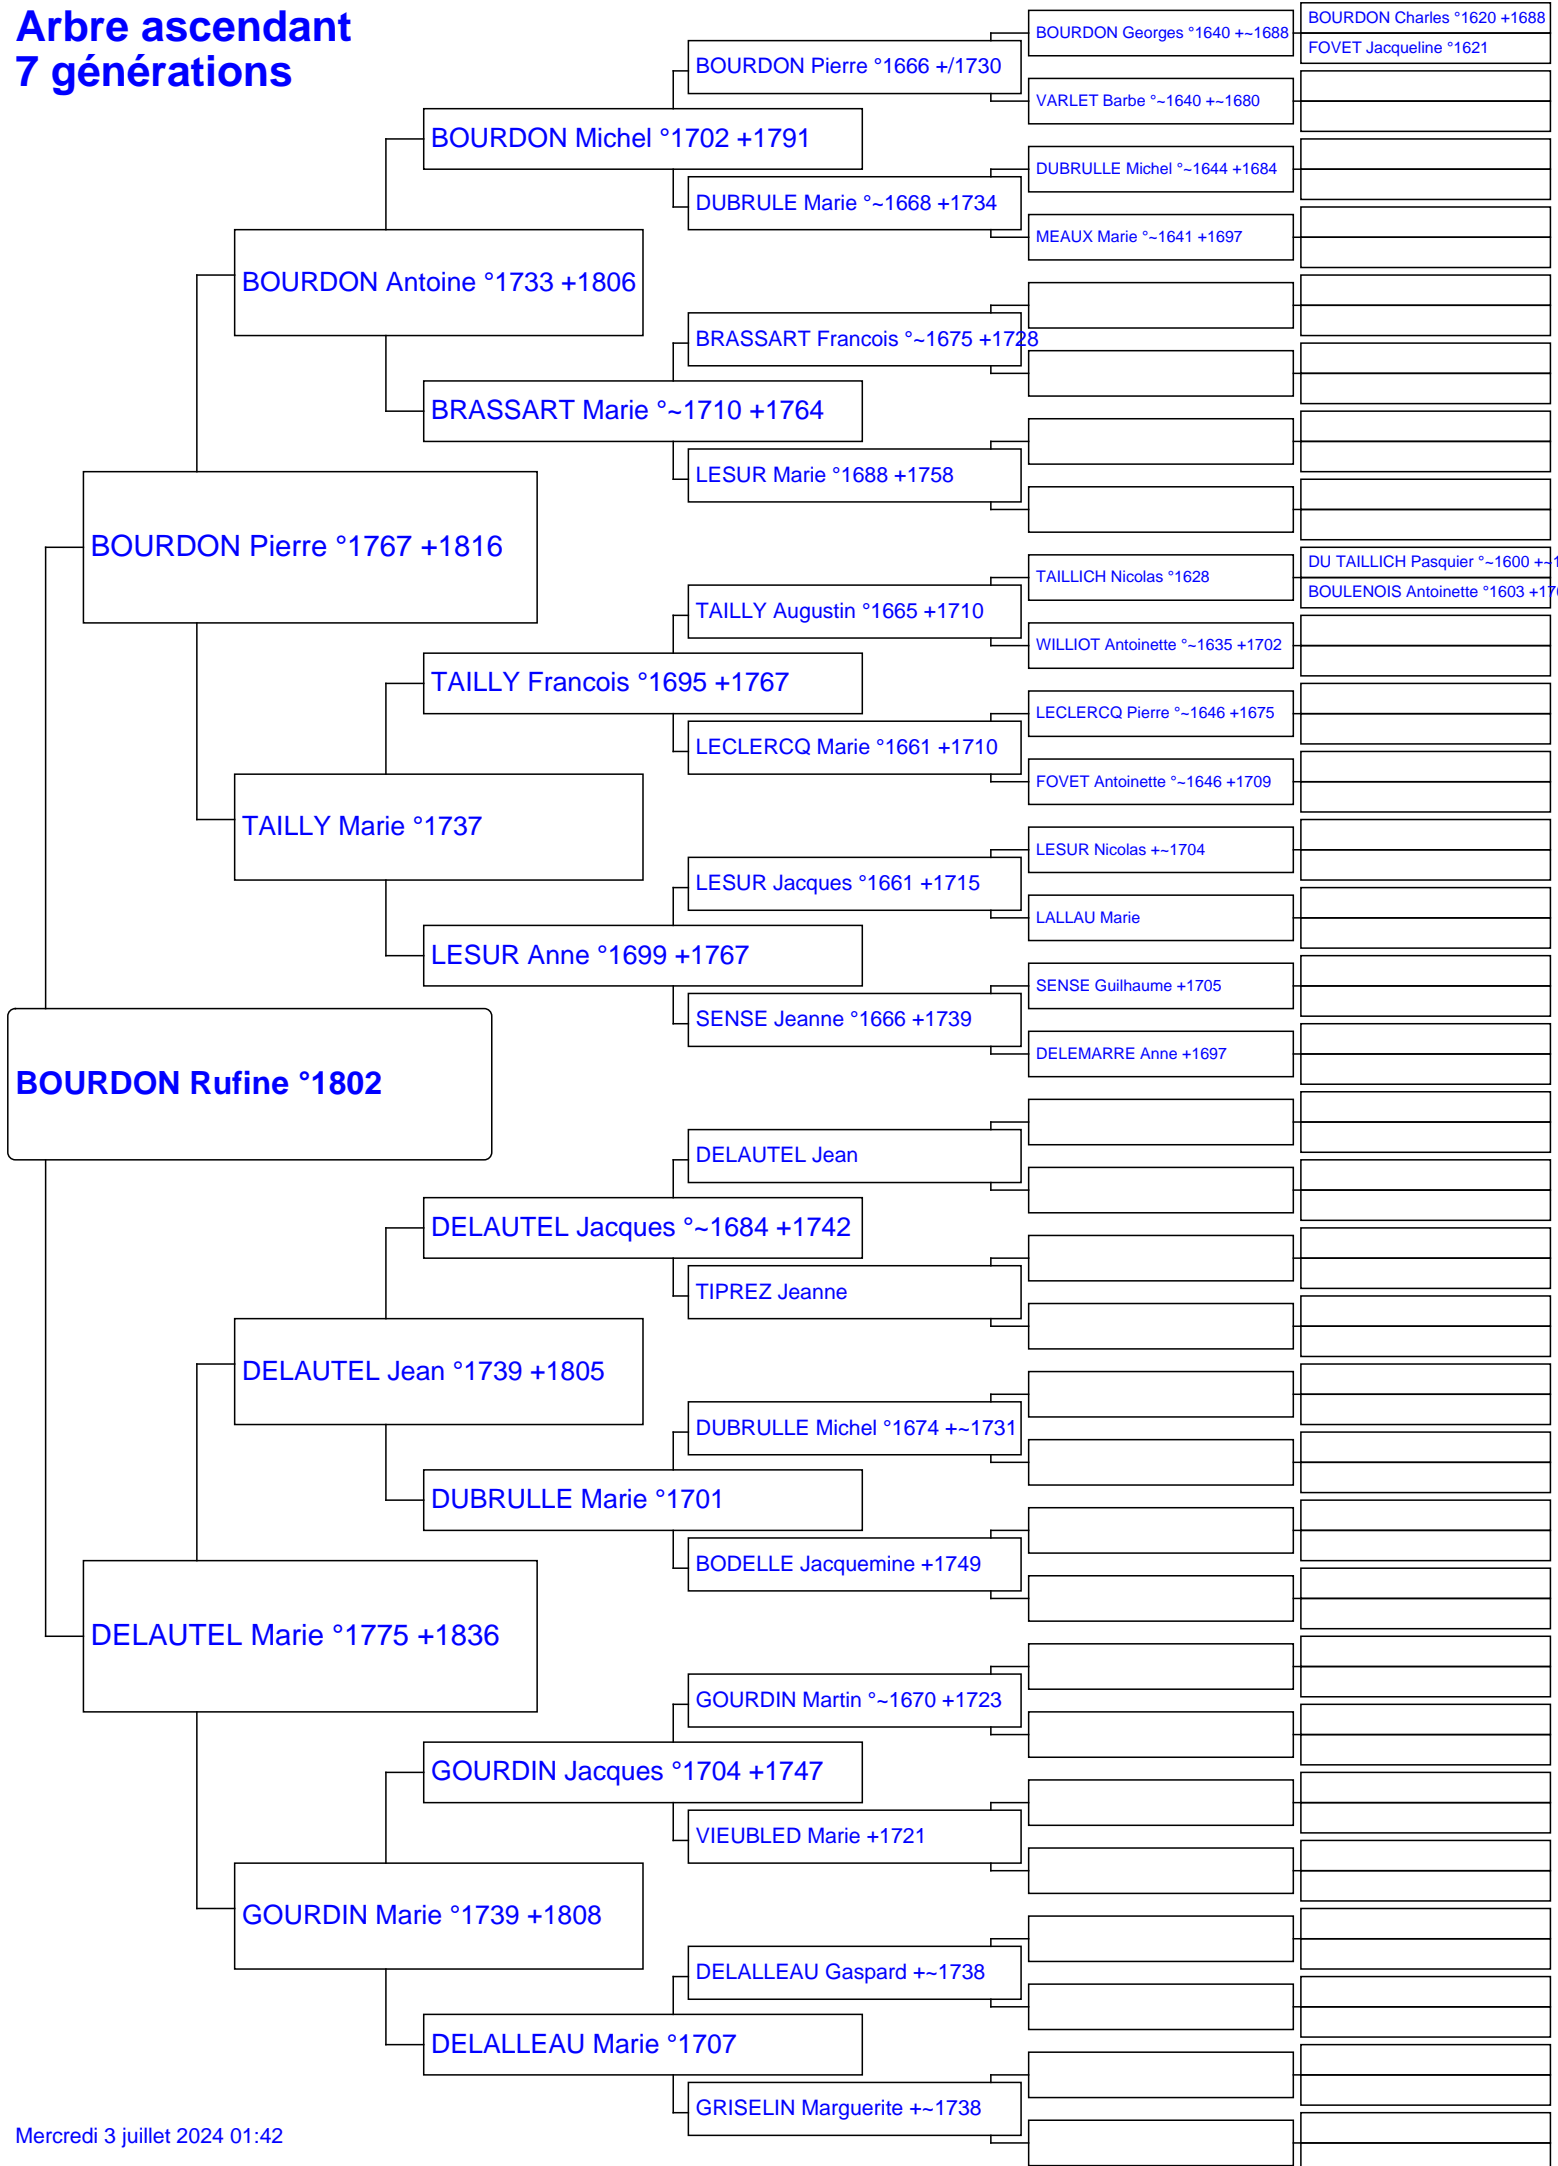 Arbre ascendant
7 générations
BOURDON Rufine °1802
BOURDON Pierre °1767 +1816
DELAUTEL Marie °1775 +1836
BOURDON Antoine °1733 +1806
TAILLY Marie °1737
DELAUTEL Jean °1739 +1805
GOURDIN Marie °1739 +1808
BOURDON Michel °1702 +1791
BRASSART Marie °~1710 +1764
TAILLY Francois °1695 +1767
LESUR Anne °1699 +1767
DELAUTEL Jacques °~1684 +1742
DUBRULLE Marie °1701
GOURDIN Jacques °1704 +1747
DELALLEAU Marie °1707
BOURDON Pierre °1666 +/1730
DUBRULE Marie °~1668 +1734
BRASSART Francois °~1675 +1728
LESUR Marie °1688 +1758
TAILLY Augustin °1665 +1710
LECLERCQ Marie °1661 +1710
LESUR Jacques °1661 +1715
SENSE Jeanne °1666 +1739
DELAUTEL Jean
TIPREZ Jeanne
DUBRULLE Michel °1674 +~1731
BODELLE Jacquemine +1749
GOURDIN Martin °~1670 +1723
VIEUBLED Marie +1721
DELALLEAU Gaspard +~1738
GRISELIN Marguerite +~1738
BOURDON Georges °1640 +~1688
VARLET Barbe °~1640 +~1680
DUBRULLE Michel °~1644 +1684
MEAUX Marie °~1641 +1697
TAILLICH Nicolas °1628
WILLIOT Antoinette °~1635 +1702
LECLERCQ Pierre °~1646 +1675
FOVET Antoinette °~1646 +1709
LESUR Nicolas +~1704
LALLAU Marie
SENSE Guilhaume +1705
DELEMARRE Anne +1697
BOURDON Charles °1620 +1688
FOVET Jacqueline °1621
DU TAILLICH Pasquier °~1600
BOULENOIS Antoinette °1603
Mercredi 3 juillet 2024 01:42